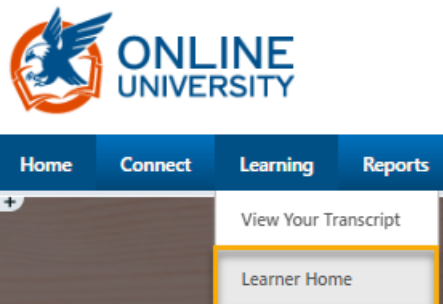 ONLINE
UNIVERSITY
Home Connect Learning Reports
+
View Your Transcript
Learner Home